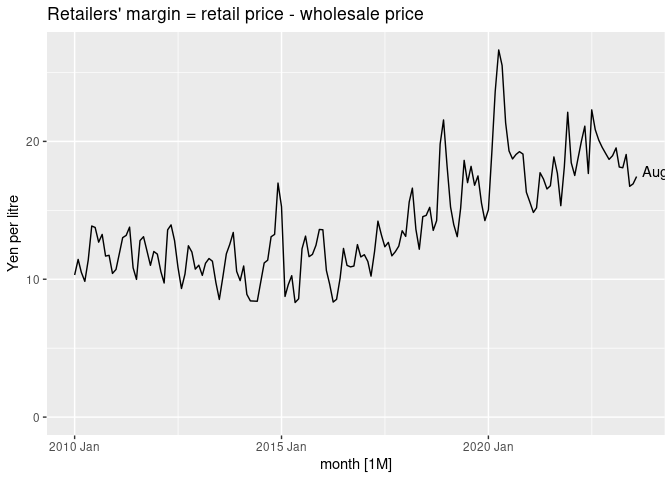 Retailers' margin = retail price - wholesale price
Yen per litre
20
10
0
Aug
2010 Jan
2015 Jan
2020 Jan
month [1M]